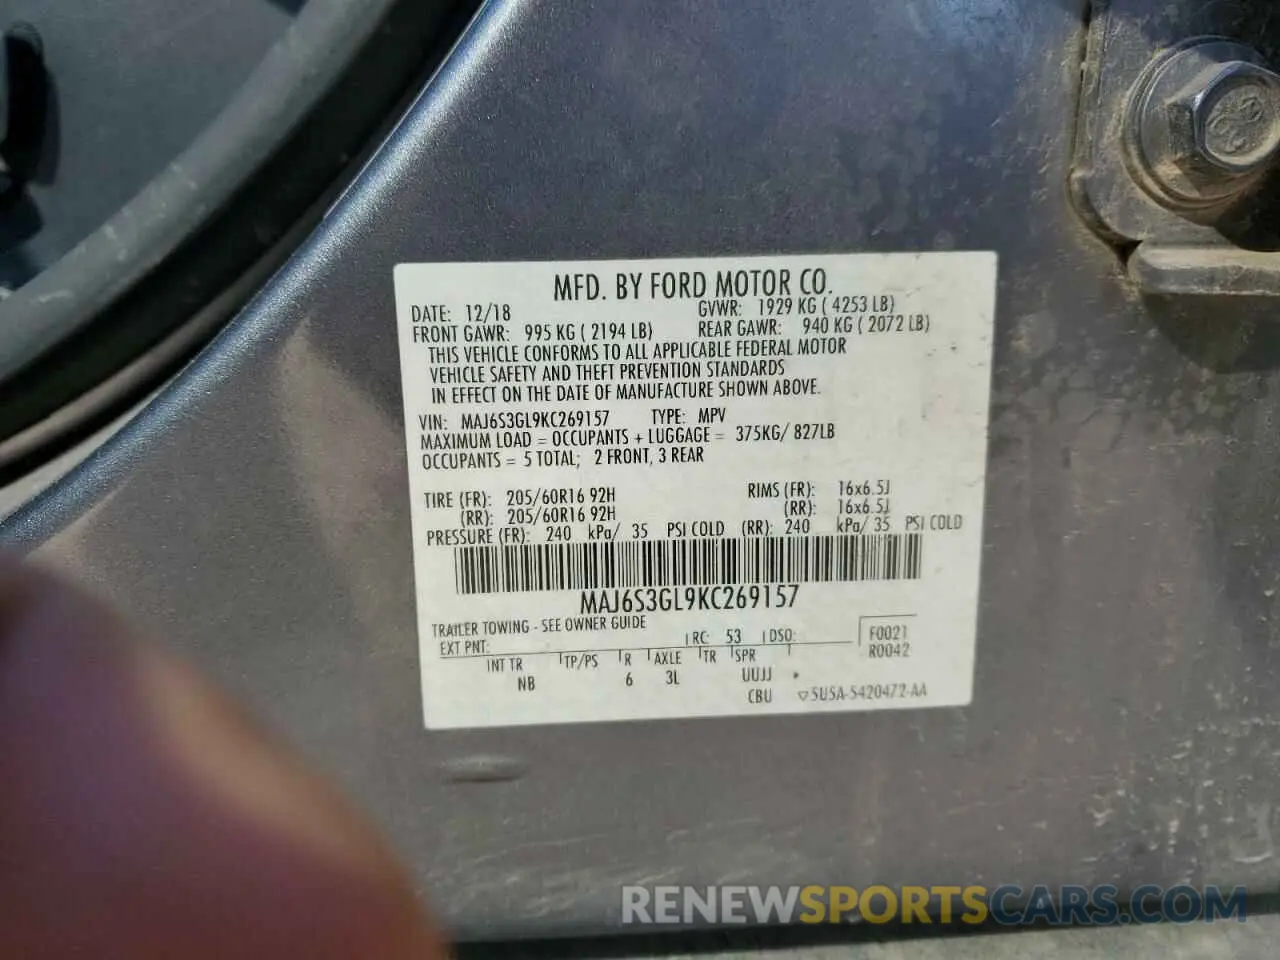 MFD. BY FORD MOTOR CO.
DATE: 12/18 GVWR: 1929 KG ( 4253 LB)
FRONT GAWR: 995 KG ( 2194 LB) REAR GAWR: 940 KG ( 2072 LB)
THIS VEHICLE CONFORMS TO ALL APPLICABLE FEDERAL MOTOR
VEHICLE SAFETY AND THEFT PREVENTION STANDARDS
IN EFFECT ON THE DATE OF MANUFACTURE SHOWN ABOVE.
VIN: MAJ6S3GL9KC269157 TYPE: MPV
MAXIMUM LOAD = OCCUPANTS + LUGGAGE = 375KG/ 827LB
OCCUPANTS = 5 TOTAL; 2 FRONT, 3 REAR
TIRE (FR): 205/60R16 92H RIMS (FR): 16x6.5J
(RR): 205/60R16 92H (RR): 16x6.5J
PRESSURE (FR): 240 kPa/ 35 PSI COLD (RR): 240 kPa/ 35 PSI COLD
MAJ6S3GL9KC269157
TRAILER TOWING - SEE OWNER GUIDE
EXT PNT: RC: 53 DSO: F0021
R0042
INT TR TP/PS R AXLE TR SPR
NB 6 3L UUJJ
CBU 5U5A-5420472-AA
RENEWSPORTSCARS.COM